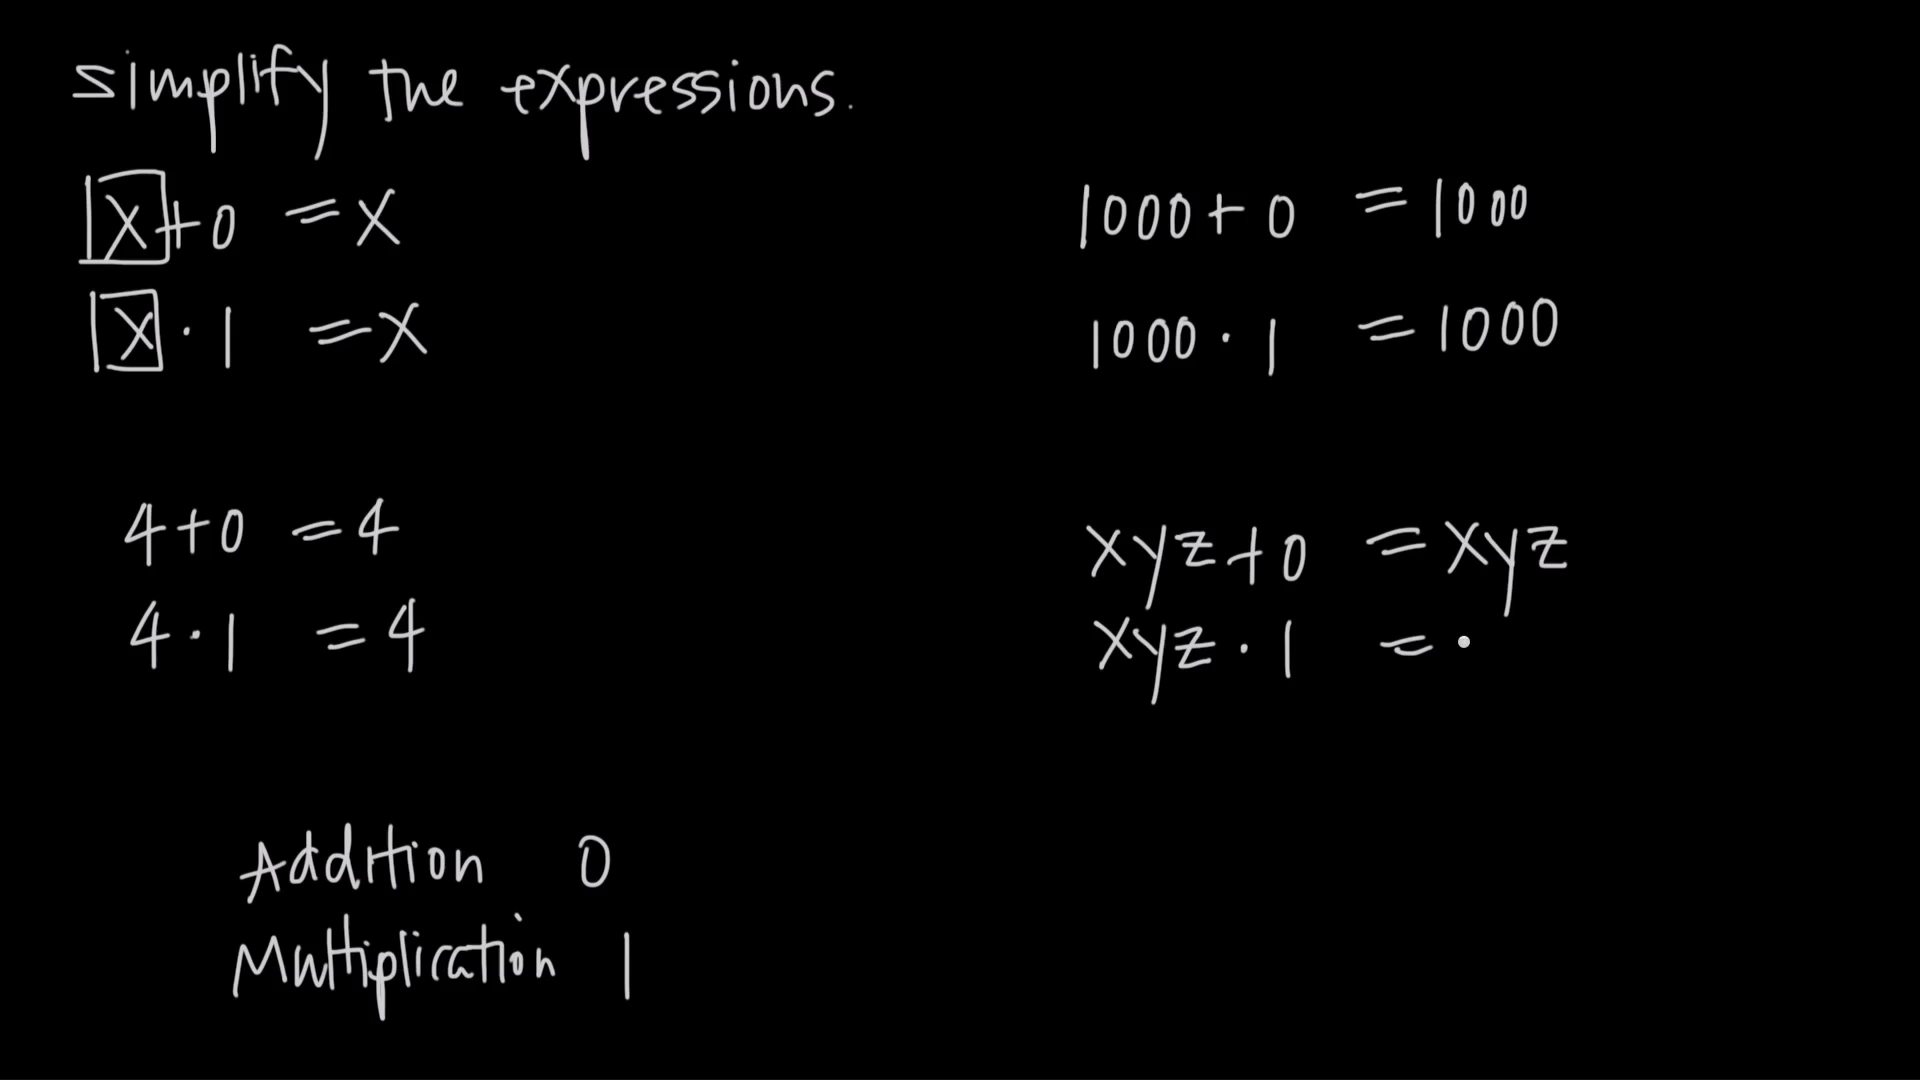 simplify the expressions.
x+0 = x
x · 1 = x
4+0 = 4
4 · 1 = 4
Addition 0
Multiplication 1
1000 + 0 = 1000
1000 · 1 = 1000
xyz + 0 = xyz
xyz · 1 =